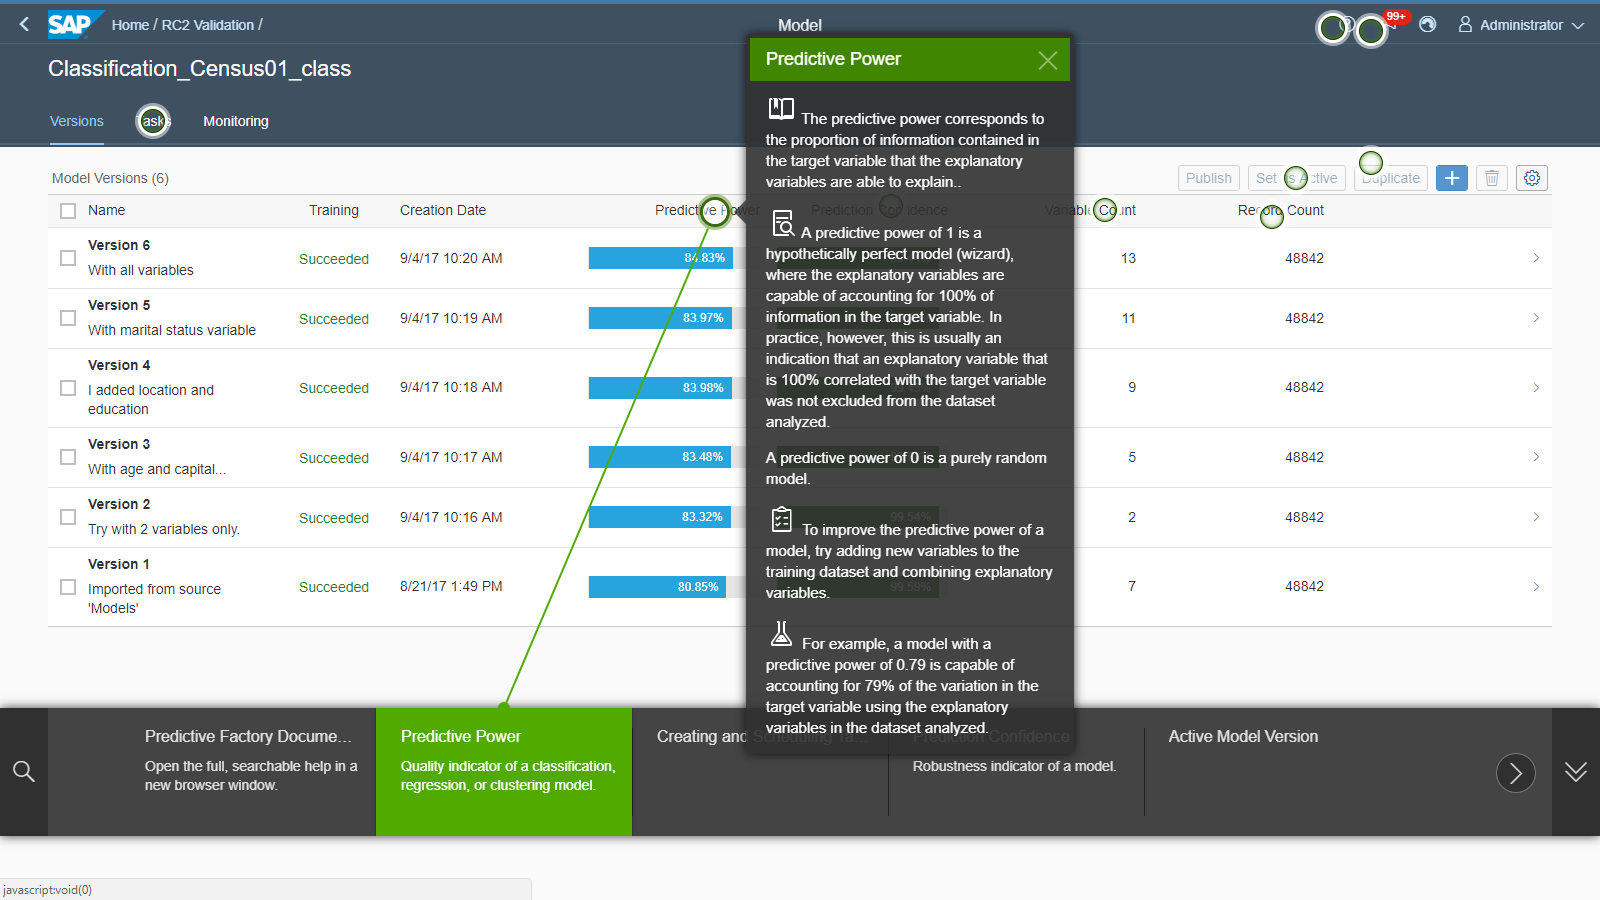 SAP Home / RC2 Validation /
Model
99+
Administrator
Classification_Census01_class
Versions
Tasks
Monitoring
Model Versions (6)
Publish
Set as Active
Duplicate
Name
Training
Creation Date
Predictive Power
Prediction Confidence
Variable Count
Record Count
Version 6
With all variables
Succeeded
9/4/17 10:20 AM
84.83%
13
48842
Version 5
With marital status variable
Succeeded
9/4/17 10:19 AM
83.97%
11
48842
Version 4
I added location and
education
Succeeded
9/4/17 10:18 AM
83.98%
9
48842
Version 3
With age and capital...
Succeeded
9/4/17 10:17 AM
83.48%
5
48842
Version 2
Try with 2 variables only.
Succeeded
9/4/17 10:16 AM
83.32%
99.54%
2
48842
Version 1
Imported from source
'Models'
Succeeded
8/21/17 1:49 PM
80.85%
99.59%
7
48842
Predictive Power
The predictive power corresponds to
the proportion of information contained in
the target variable that the explanatory
variables are able to explain..
A predictive power of 1 is a
hypothetically perfect model (wizard),
where the explanatory variables are
capable of accounting for 100% of
information in the target variable. In
practice, however, this is usually an
indication that an explanatory variable that
is 100% correlated with the target variable
was not excluded from the dataset
analyzed.
A predictive power of 0 is a purely random
model.
To improve the predictive power of a
model, try adding new variables to the
training dataset and combining explanatory
variables.
For example, a model with a
predictive power of 0.79 is capable of
accounting for 79% of the variation in the
target variable using the explanatory
variables in the dataset analyzed.
Predictive Factory Docume...
Open the full, searchable help in a
new browser window.
Predictive Power
Quality indicator of a classification,
regression, or clustering model.
Creating and Scheduling Ta...
Prediction Confidence
Robustness indicator of a model.
Active Model Version
javascript:void(0)